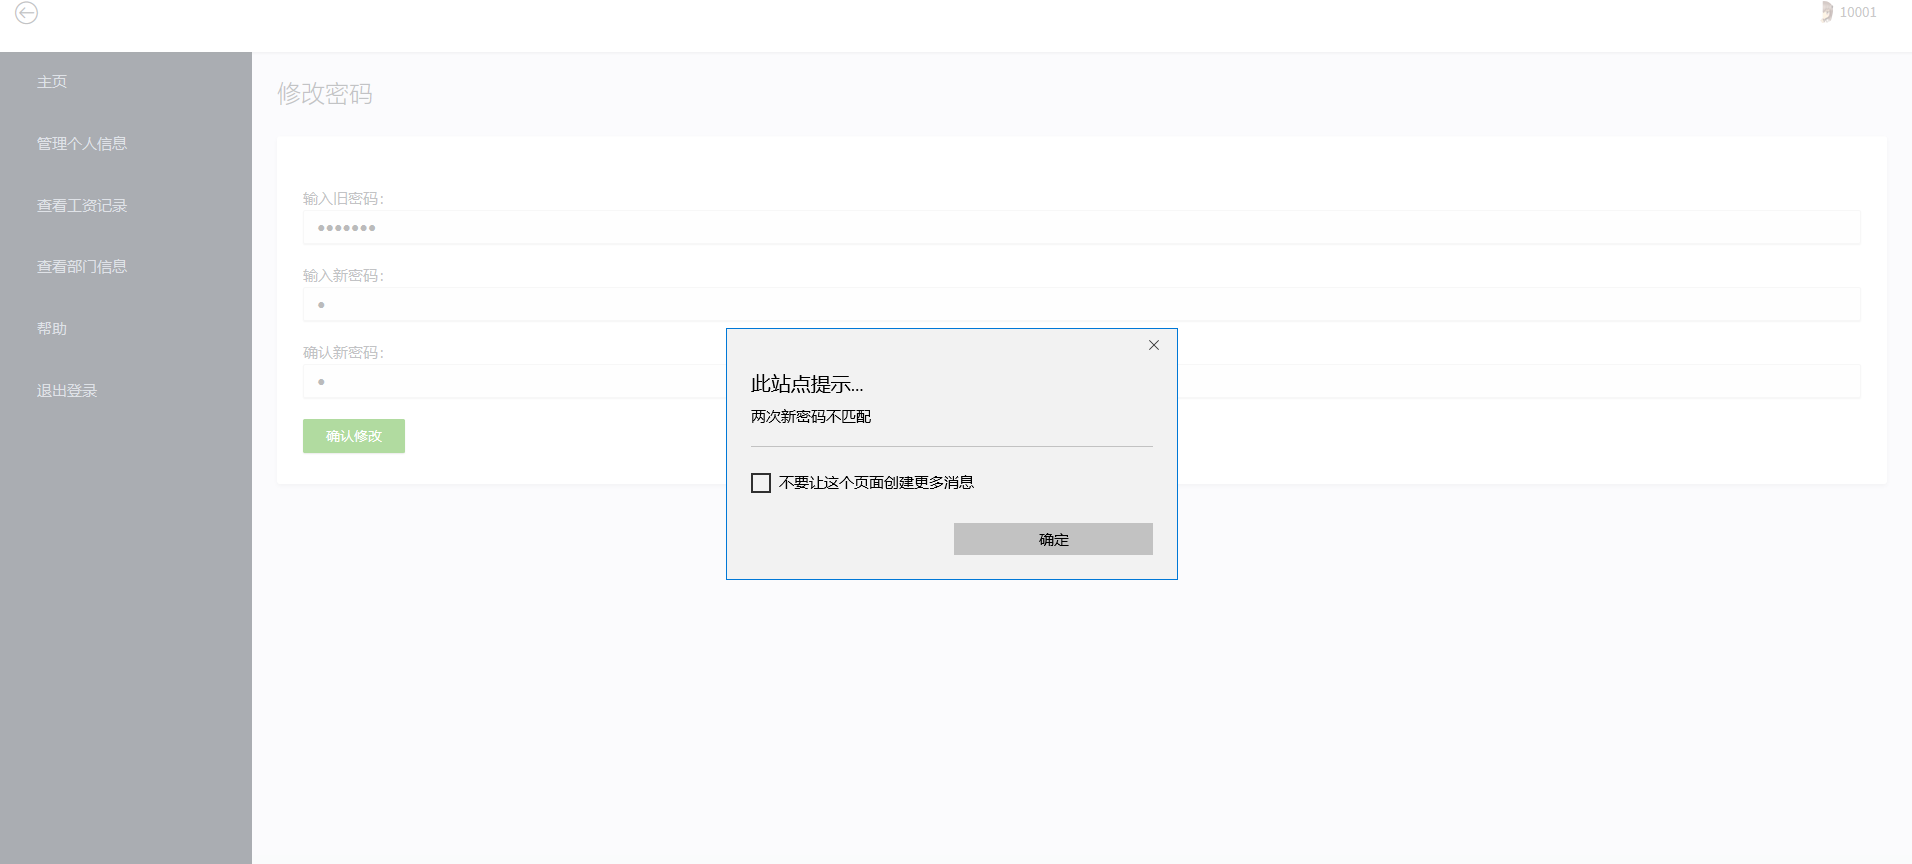 10001
主页
管理个人信息
查看工资记录
查看部门信息
帮助
退出登录
修改密码
输入旧密码:
•••••••
输入新密码:
•
确认新密码:
•
确认修改
此站点提示...
两次新密码不匹配
不要让这个页面创建更多消息
确定